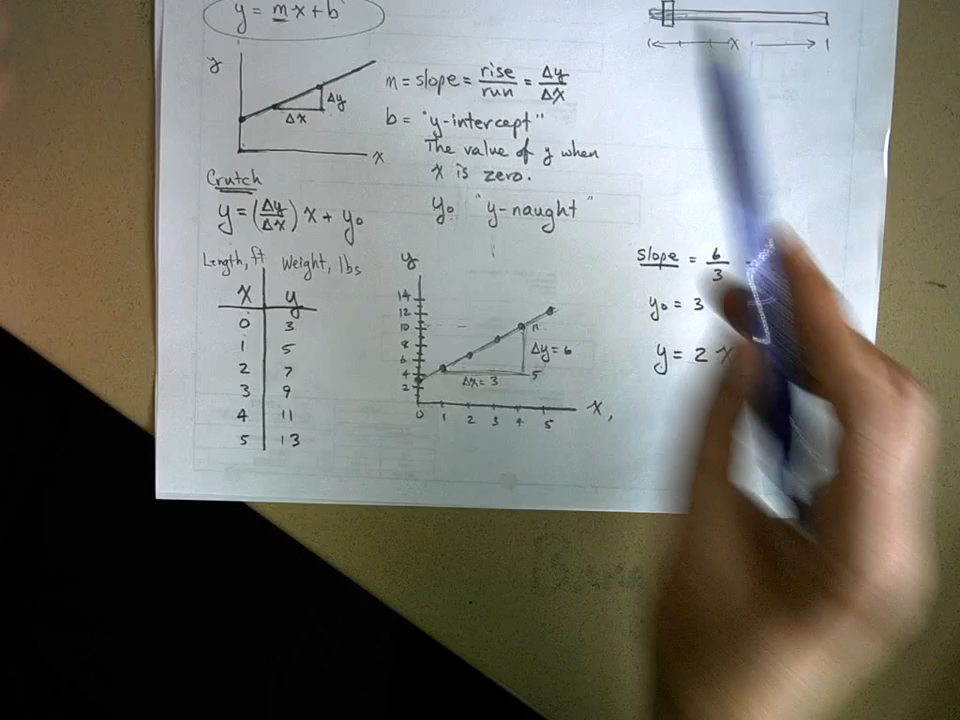 y = mx + b
x
y
Δy
Δx
x
m = slope = rise/run = Δy/Δx
b = "y-intercept"
The value of y when
x is zero.
Crutch
y = (Δy/Δx) x + y₀
y₀ "y-naught"
Length, ft Weight, lbs
x y
0 3
1 5
2 7
3 9
4 11
5 13
y
14
12
10
8
6
4
2
11
Δy = 6
5
Δx = 3
0 1 2 3 4 5
x,
slope = 6/3
y₀ = 3
y = 2x